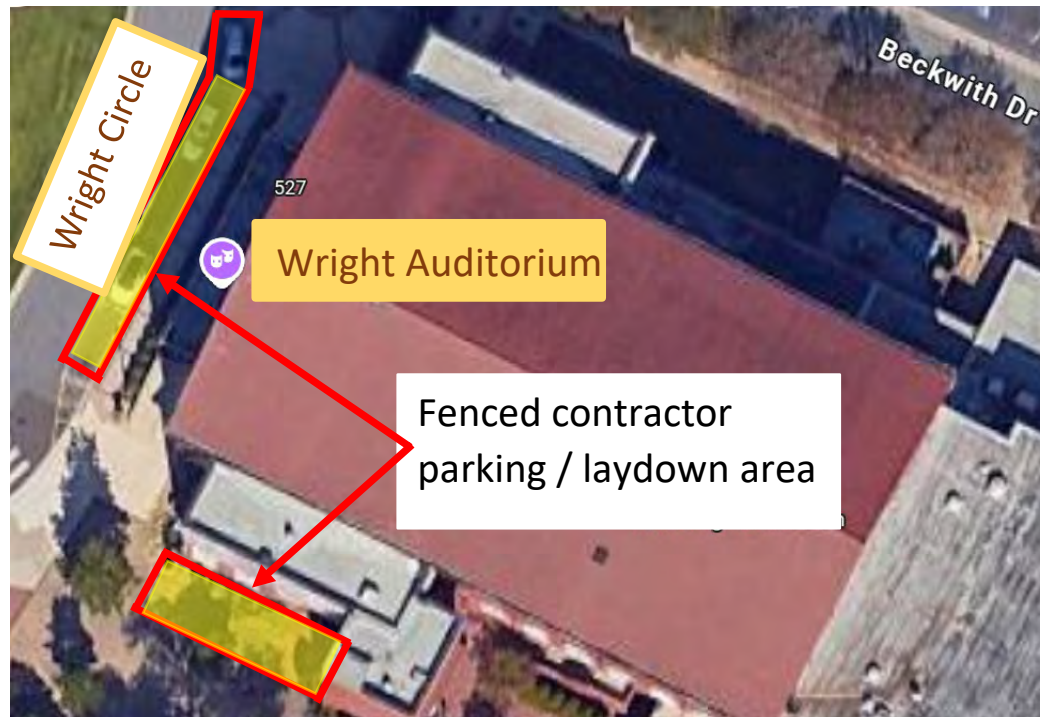 Beckwith Dr
Wright Circle
527
Wright Auditorium
Fenced contractor
parking / laydown area